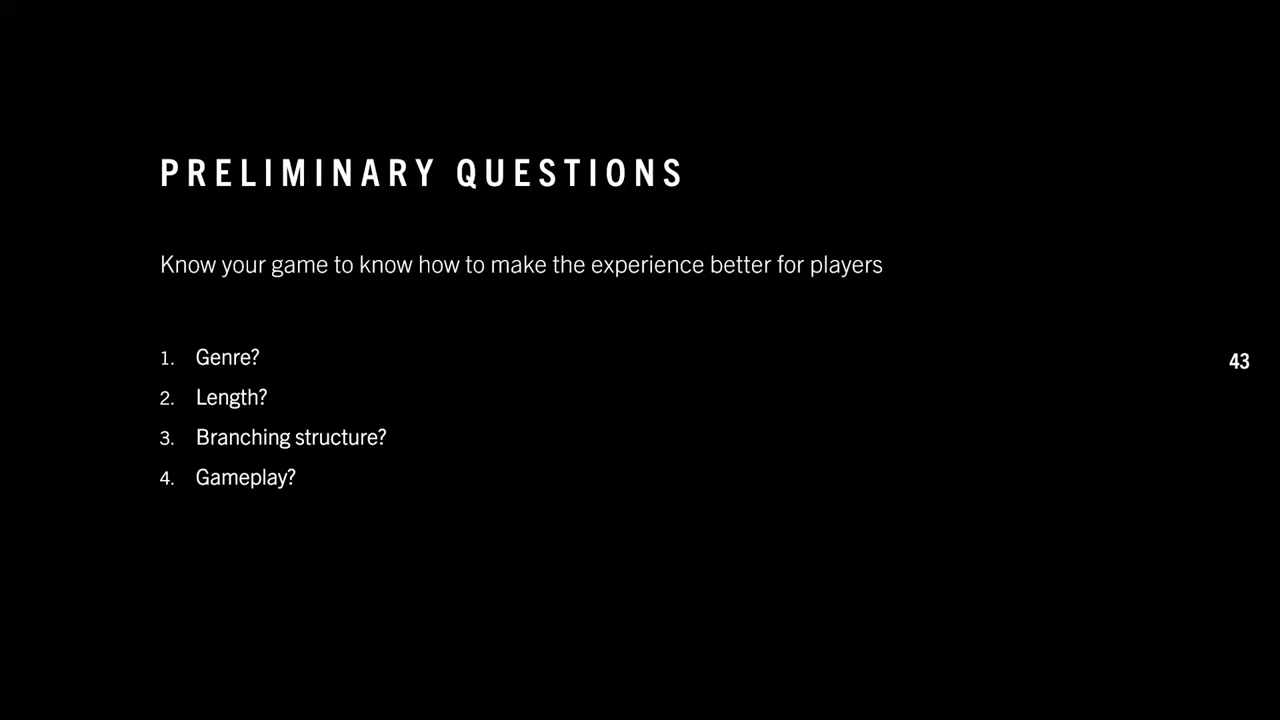 PRELIMINARY QUESTIONS
Know your game to know how to make the experience better for players
1. Genre?
43
2. Length?
3. Branching structure?
4. Gameplay?